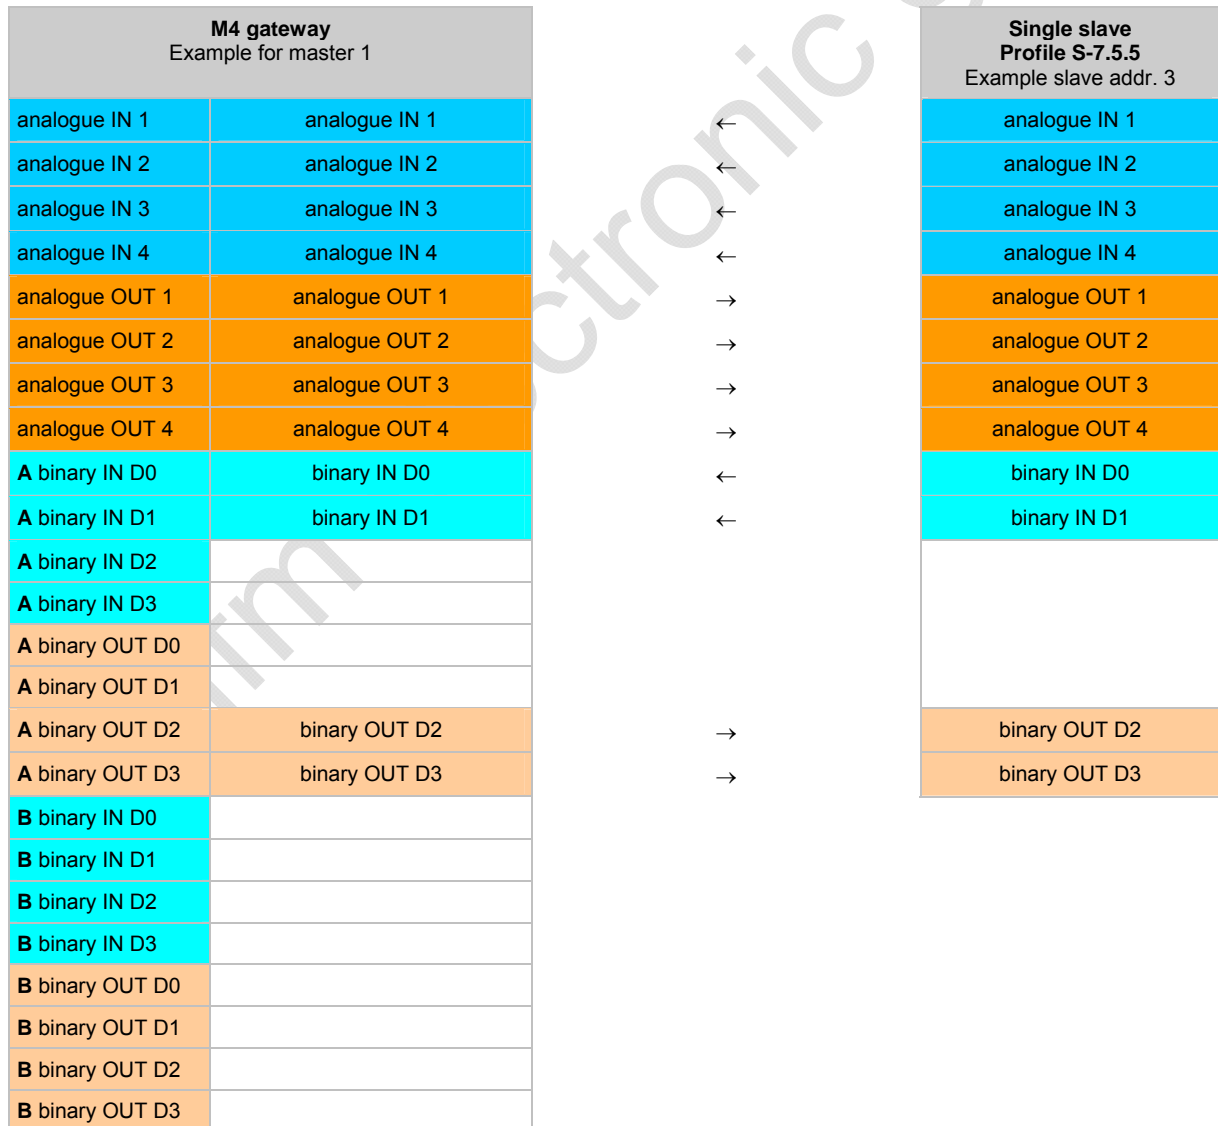 M4 gateway
Example for master 1
Single slave
Profile S-7.5.5
Example slave addr. 3
analogue IN 1 analogue IN 1 ← analogue IN 1
analogue IN 2 analogue IN 2 ← analogue IN 2
analogue IN 3 analogue IN 3 ← analogue IN 3
analogue IN 4 analogue IN 4 ← analogue IN 4
analogue OUT 1 analogue OUT 1 → analogue OUT 1
analogue OUT 2 analogue OUT 2 → analogue OUT 2
analogue OUT 3 analogue OUT 3 → analogue OUT 3
analogue OUT 4 analogue OUT 4 → analogue OUT 4
A binary IN D0 binary IN D0 ← binary IN D0
A binary IN D1 binary IN D1 ← binary IN D1
A binary IN D2
A binary IN D3
A binary OUT D0
A binary OUT D1
A binary OUT D2 binary OUT D2 → binary OUT D2
A binary OUT D3 binary OUT D3 → binary OUT D3
B binary IN D0
B binary IN D1
B binary IN D2
B binary IN D3
B binary OUT D0
B binary OUT D1
B binary OUT D2
B binary OUT D3